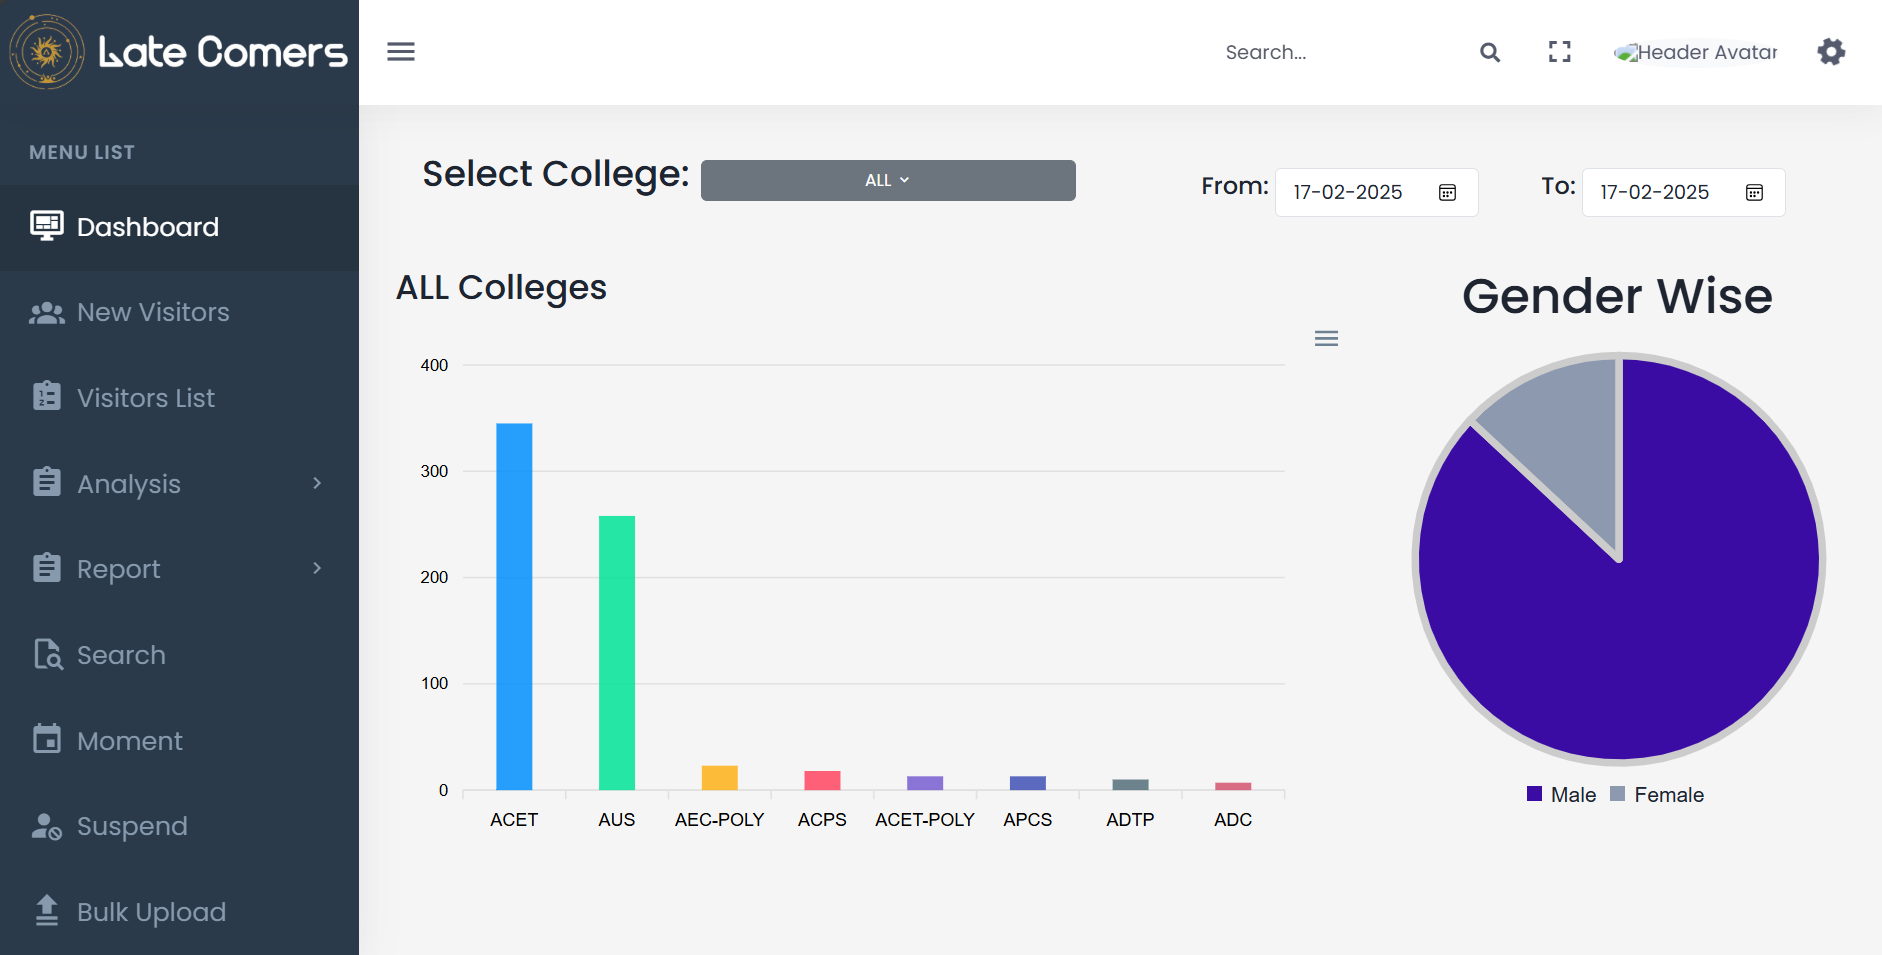 Late Comers
Search...
Header Avatar
MENU LIST
Dashboard
New Visitors
Visitors List
Analysis
Report
Search
Moment
Suspend
Bulk Upload
Select College:
ALL
From:
17-02-2025
To:
17-02-2025
ALL Colleges
400
300
200
100
0
ACET
AUS
AEC-POLY
ACPS
ACET-POLY
APCS
ADTP
ADC
Gender Wise
Male
Female